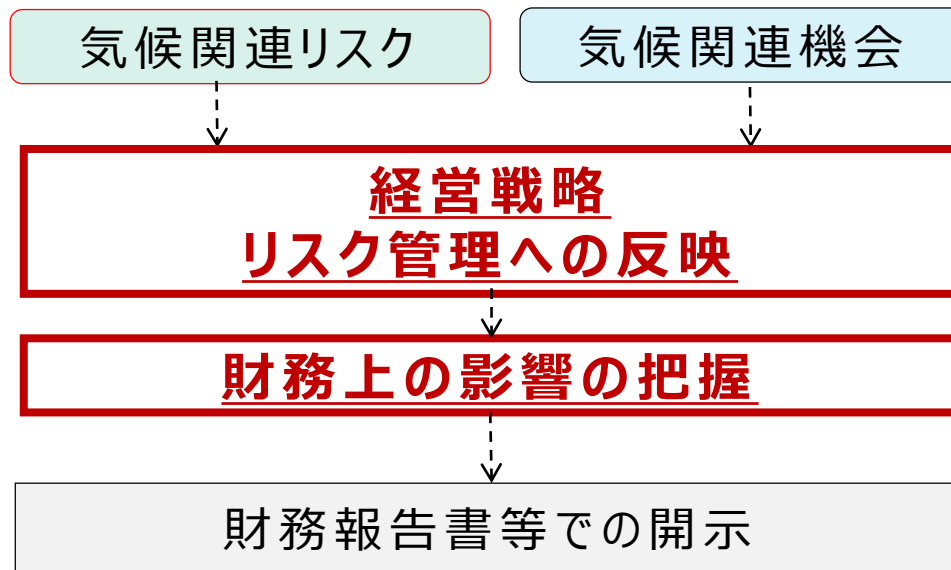 気候関連リスク
気候関連機会
経営戦略
リスク管理への反映
財務上の影響の把握
財務報告書等での開示